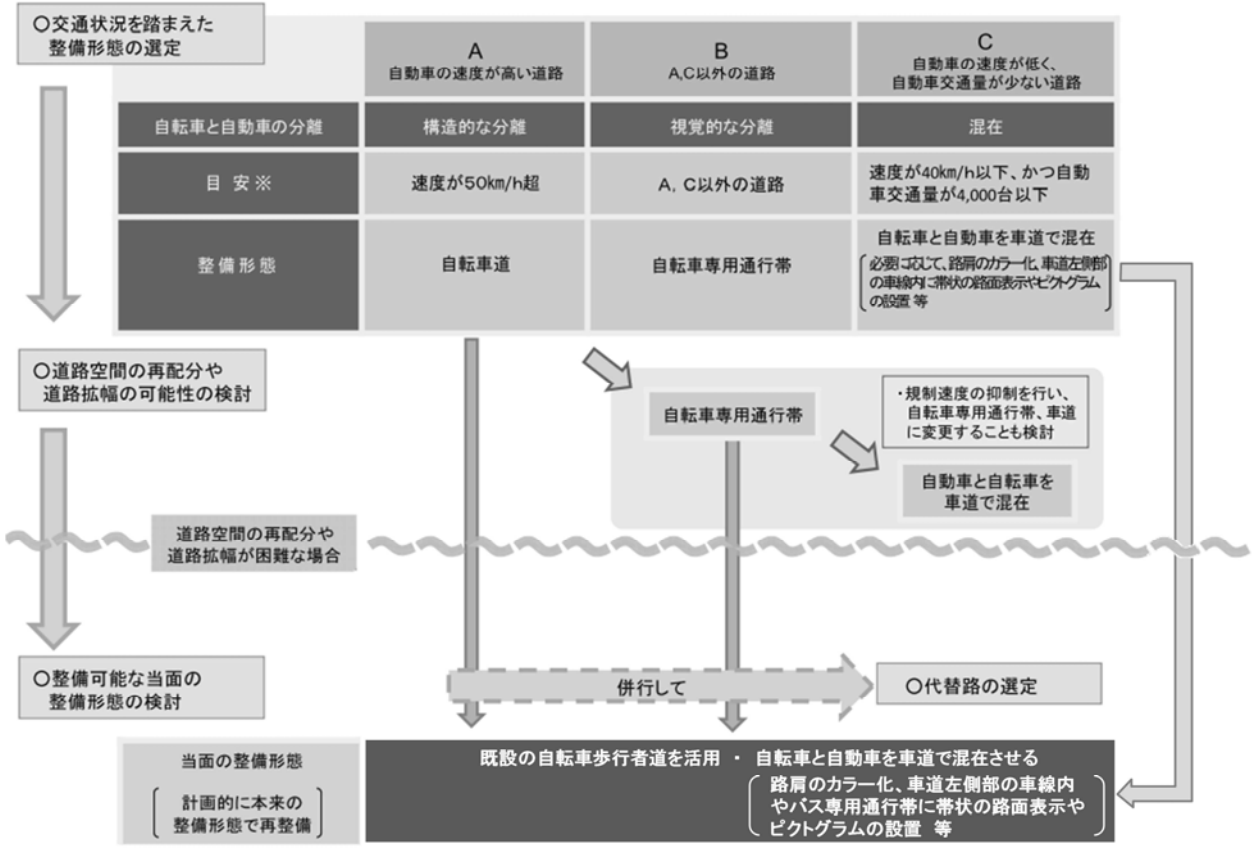 ○交通状況を踏まえた
整備形態の選定
A
自動車の速度が高い道路
B
A,C以外の道路
C
自動車の速度が低く、
自動車交通量が少ない道路
自転車と自動車の分離
構造的な分離
視覚的な分離
混在
目 安※
速度が50km/h超
A, C以外の道路
速度が40km/h以下、かつ自動
車交通量が4,000台以下
整備形態
自転車道
自転車専用通行帯
自転車と自動車を車道で混在
必要に応じて、路肩のカラー化、車道左側部
の車線内に帯状の路面表示やピクトグラム
の設置 等
○道路空間の再配分や
道路拡幅の可能性の検討
自転車専用通行帯
・規制速度の抑制を行い、
自転車専用通行帯、車道
に変更することも検討
自動車と自転車を
車道で混在
道路空間の再配分や
道路拡幅が困難な場合
○整備可能な当面の
整備形態の検討
併行して
○代替路の選定
当面の整備形態
計画的に本来の
整備形態で再整備
既設の自転車歩行者道を活用 ・ 自転車と自動車を車道で混在させる
路肩のカラー化、車道左側部の車線内
やバス専用通行帯に帯状の路面表示や
ピクトグラムの設置 等